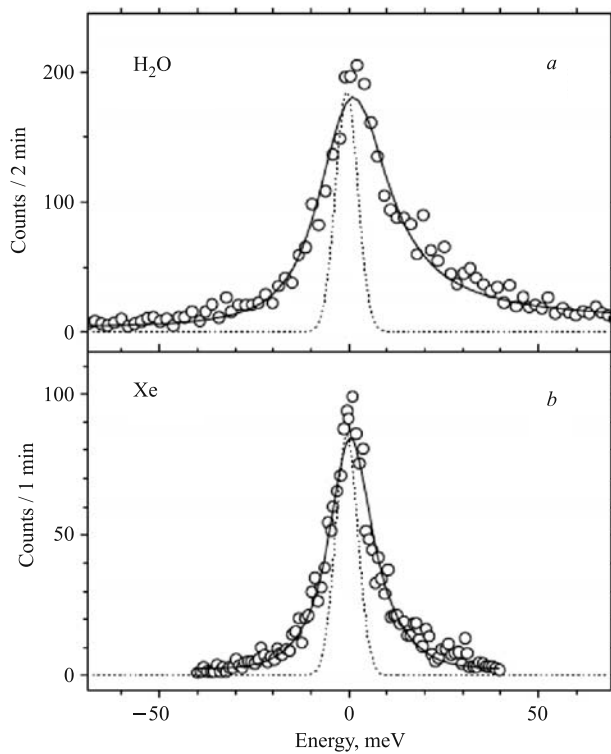 H₂O
a
200
100
0
Counts / 2 min
Xe
b
100
50
0
Counts / 1 min
−50 0 50
Energy, meV